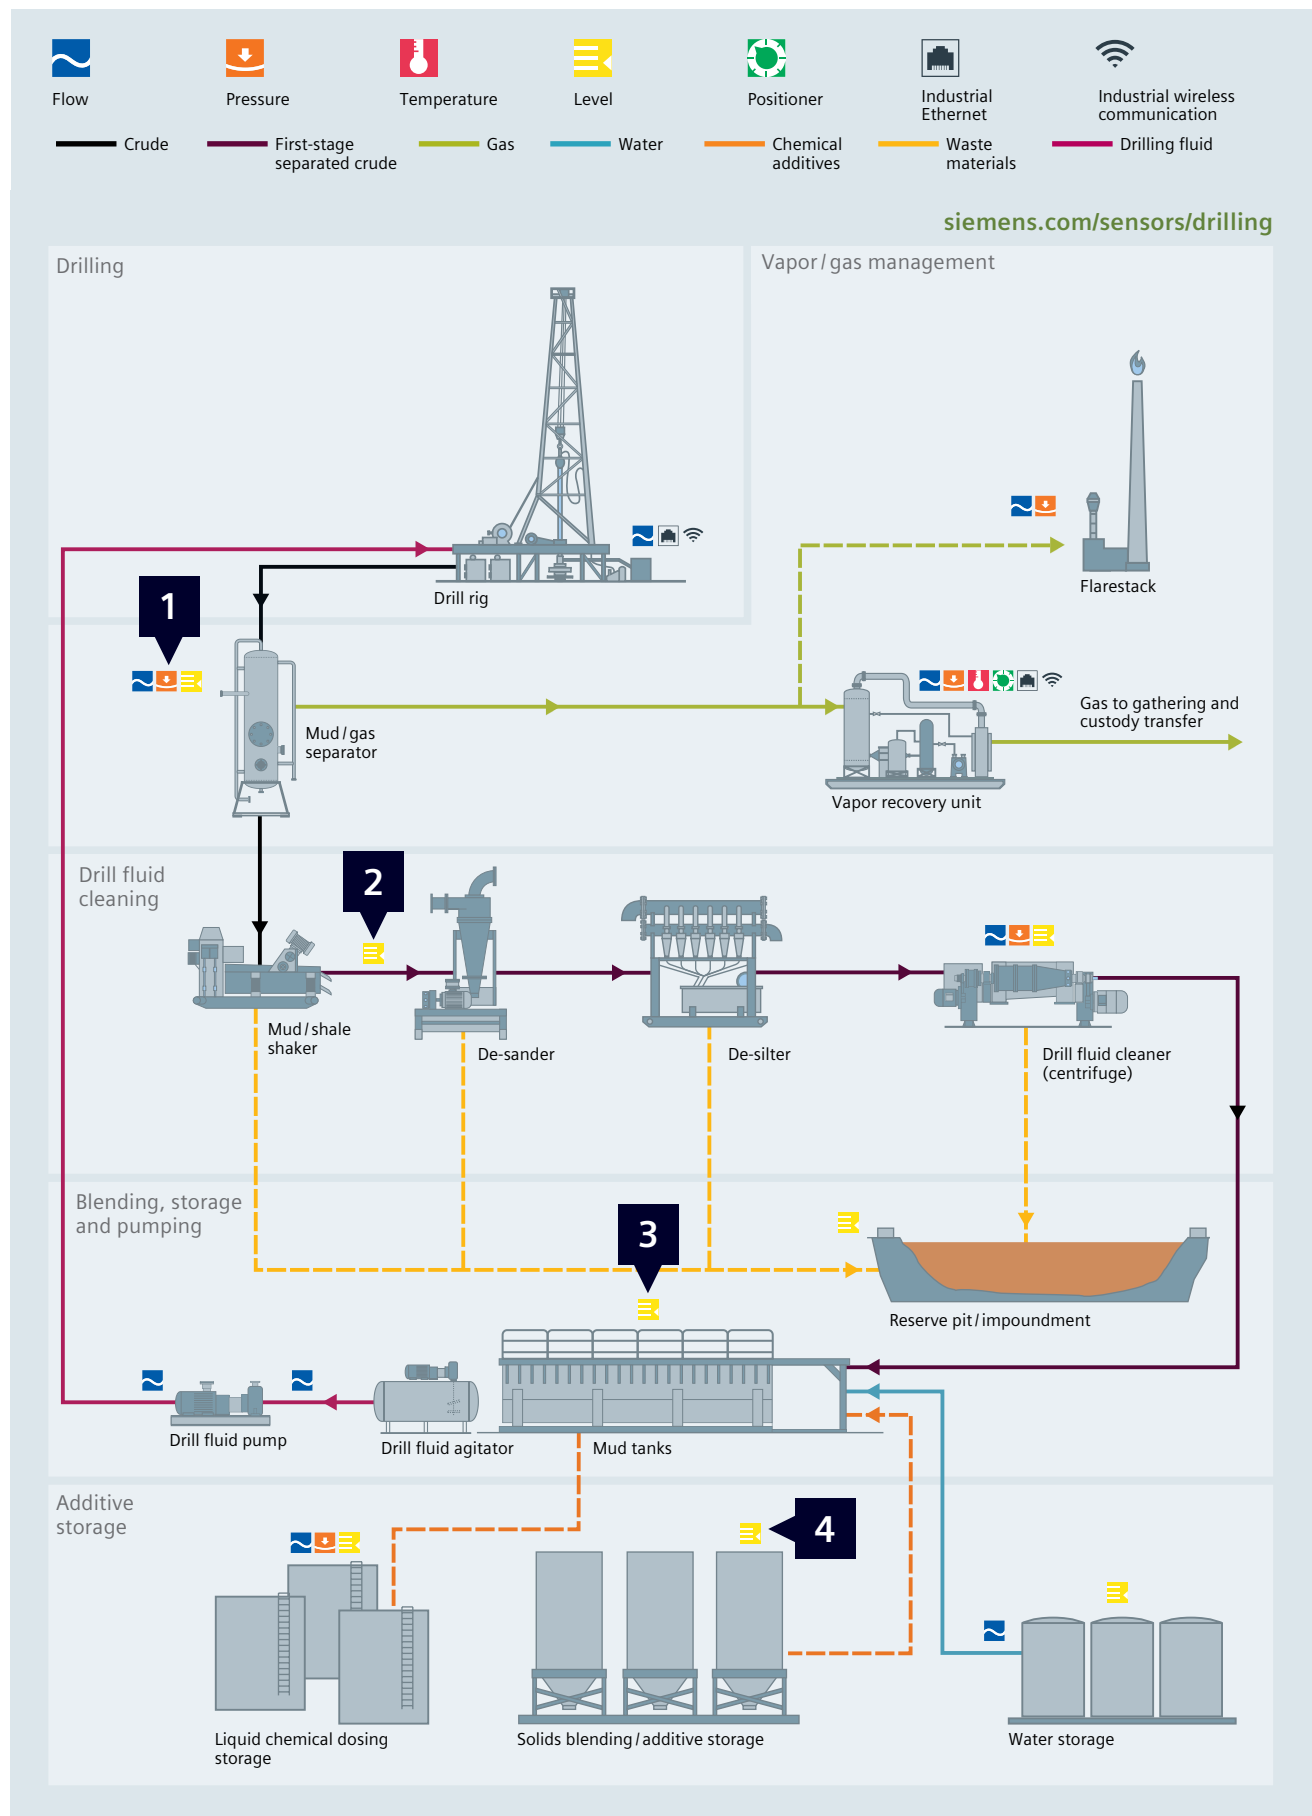 Flow
Pressure
Temperature
Level
Positioner
Industrial
Ethernet
Industrial wireless
communication
Crude
First-stage
separated crude
Gas
Water
Chemical
additives
Waste
materials
Drilling fluid
siemens.com/sensors/drilling
Drilling
Vapor/gas management
Drill rig
Flarestack
1
Mud/gas
separator
Gas to gathering and
custody transfer
Vapor recovery unit
Drill fluid
cleaning
2
Mud/shale
shaker
De-sander
De-silter
Drill fluid cleaner
(centrifuge)
Blending, storage
and pumping
3
Reserve pit/impoundment
Drill fluid pump
Drill fluid agitator
Mud tanks
Additive
storage
4
Liquid chemical dosing
storage
Solids blending/additive storage
Water storage